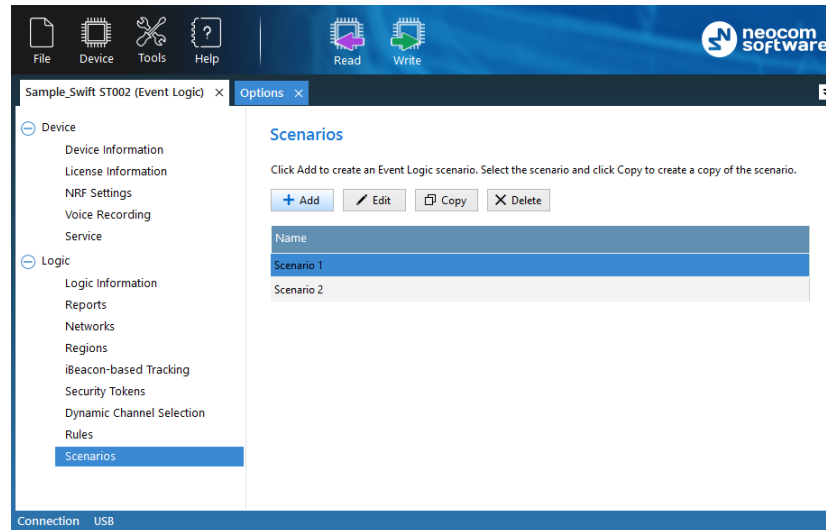 File Device Tools Help Read Write
neocom
software
Sample_Swift ST002 (Event Logic) Options
Device
Device Information
License Information
NRF Settings
Voice Recording
Service
Logic
Logic Information
Reports
Networks
Regions
iBeacon-based Tracking
Security Tokens
Dynamic Channel Selection
Rules
Scenarios
Scenarios
Click Add to create an Event Logic scenario. Select the scenario and click Copy to create a copy of the scenario.
Add Edit Copy Delete
Name
Scenario 1
Scenario 2
Connection USB